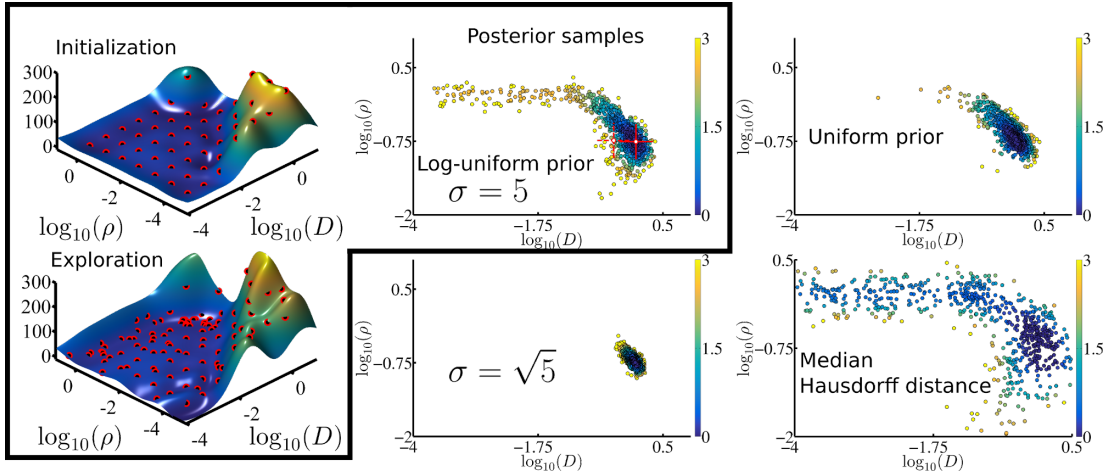 Initialization
300
200
100
0
0
-2
-4
-4
-2
0
log₁₀(ρ)
log₁₀(D)
Posterior samples
0.5
-0.75
-2
-4
-1.75
0.5
log₁₀(ρ)
log₁₀(D)
Log-uniform prior
σ = 5
3
1.5
0
0.5
-0.75
-2
-4
-1.75
0.5
log₁₀(ρ)
log₁₀(D)
Uniform prior
3
1.5
0
Exploration
300
200
100
0
0
-2
-4
-4
-2
0
log₁₀(ρ)
log₁₀(D)
0.5
-0.75
-2
-4
-1.75
0.5
log₁₀(ρ)
log₁₀(D)
σ = √5
3
1.5
0
0.5
-0.75
-2
-4
-1.75
0.5
log₁₀(ρ)
log₁₀(D)
Median
Hausdorff distance
3
1.5
0